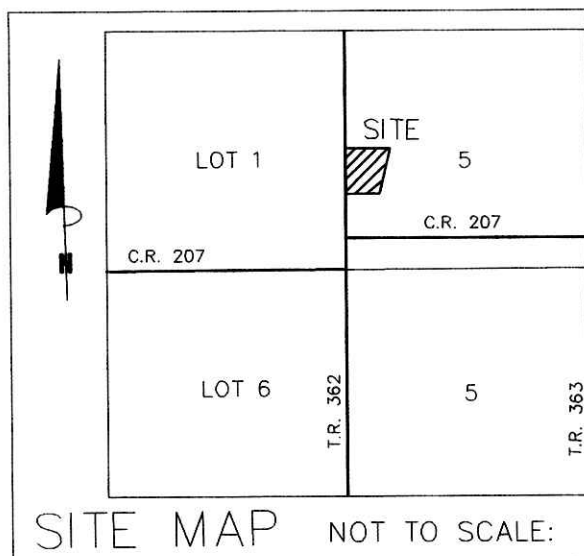 SITE
LOT 1
5
C.R. 207
C.R. 207
N
LOT 6
T.R. 362
5
T.R. 363
SITE MAP NOT TO SCALE: